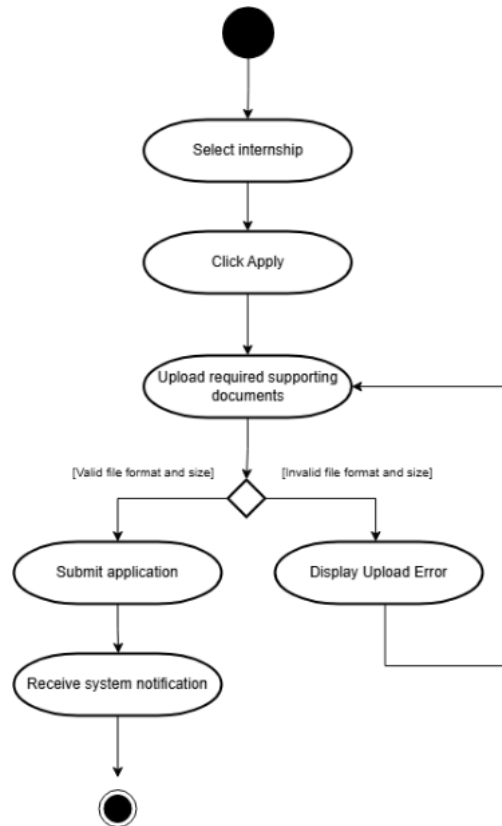 Select internship
Click Apply
Upload required supporting
documents
[Valid file format and size]
[Invalid file format and size]
Submit application
Display Upload Error
Receive system notification